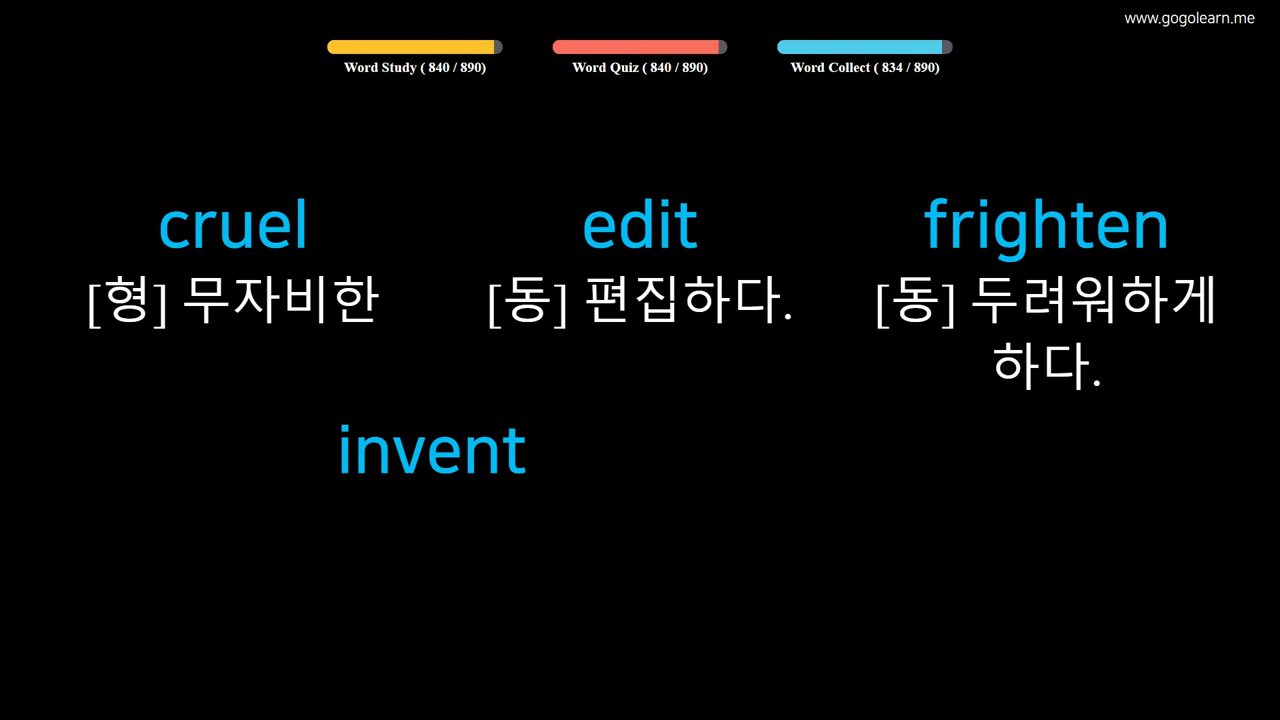 www.gogolearn.me
Word Study ( 840 / 890)
Word Quiz ( 840 / 890)
Word Collect ( 834 / 890)
cruel
[형] 무자비한
edit
[동] 편집하다.
frighten
[동] 두려워하게
하다.
invent